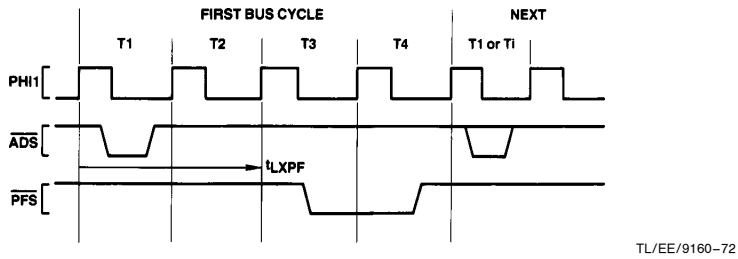 FIRST BUS CYCLE NEXT
T1 T2 T3 T4 T1 or Ti
PHI1
ADS
tLXPF
PFS
TL/EE/9160–72